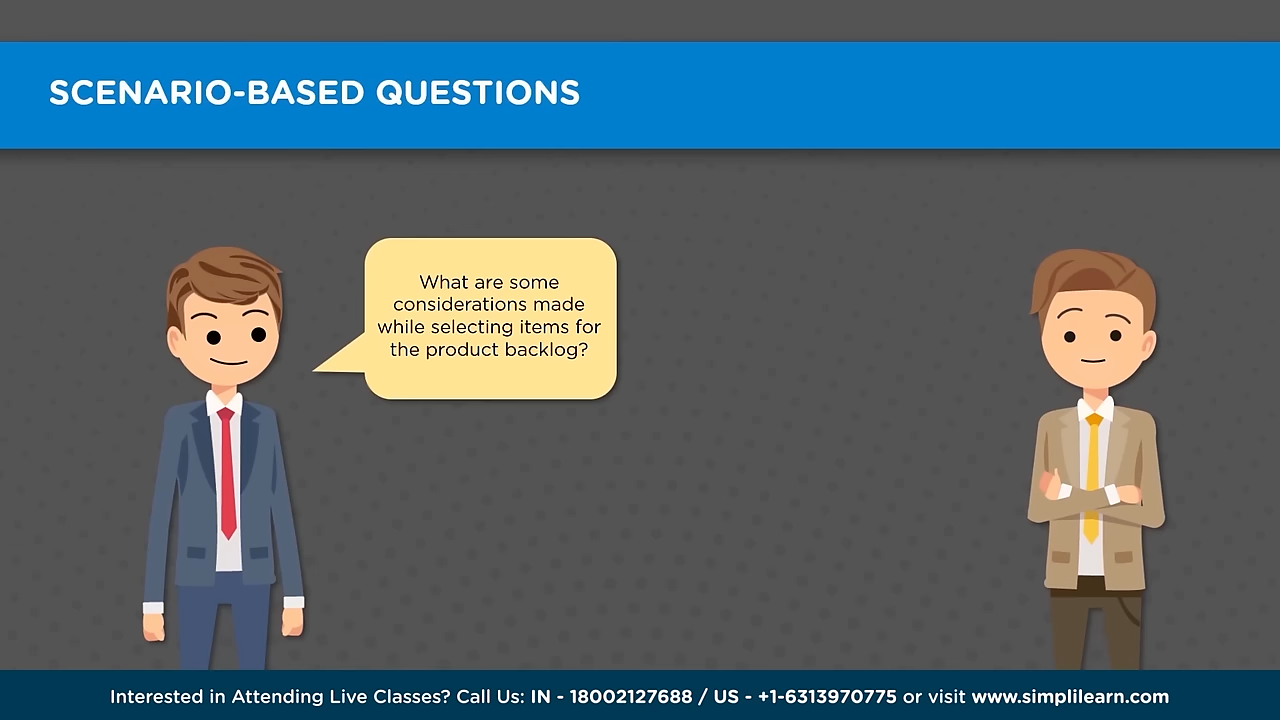 SCENARIO-BASED QUESTIONS
What are some
considerations made
while selecting items for
the product backlog?
Interested in Attending Live Classes? Call Us: IN - 18002127688 / US - +1-6313970775 or visit www.simplilearn.com